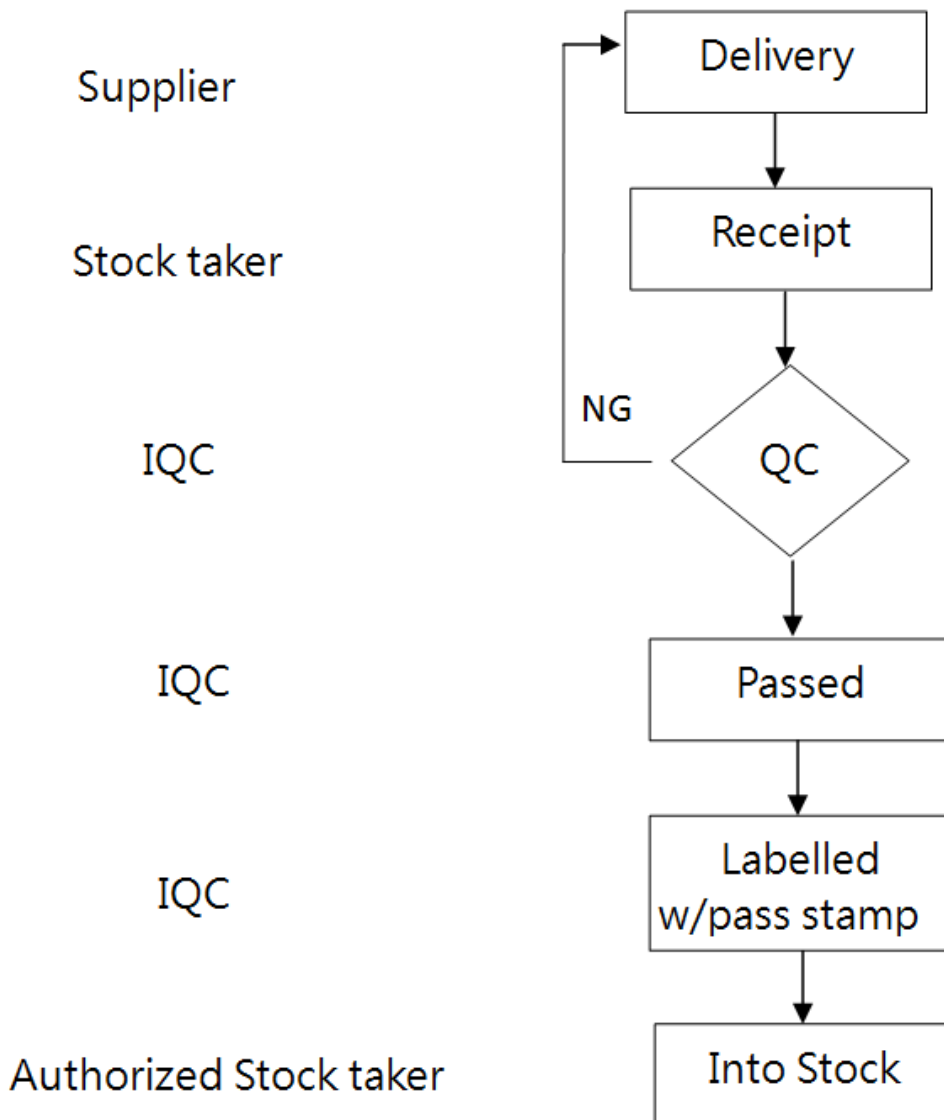 Supplier
Delivery
Stock taker
Receipt
NG
IQC
QC
IQC
Passed
IQC
Labelled
w/pass stamp
Authorized Stock taker
Into Stock